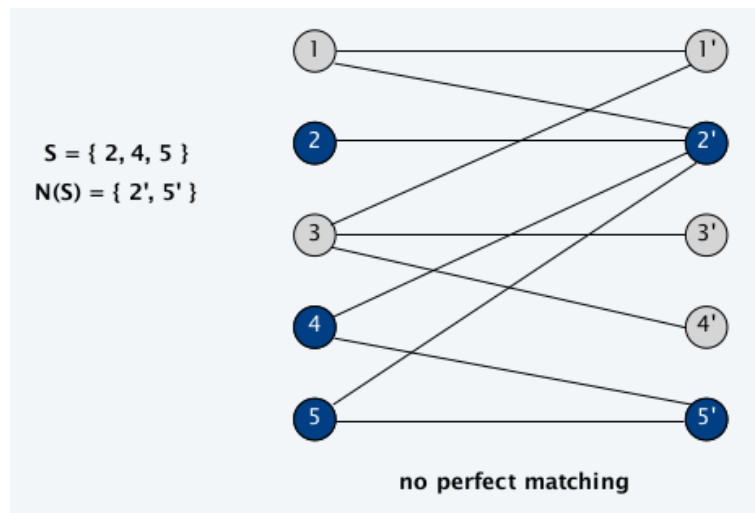 1 1'
S = { 2, 4, 5 } 2 2'
N(S) = { 2', 5' }
3 3'
4 4'
5 5'
no perfect matching